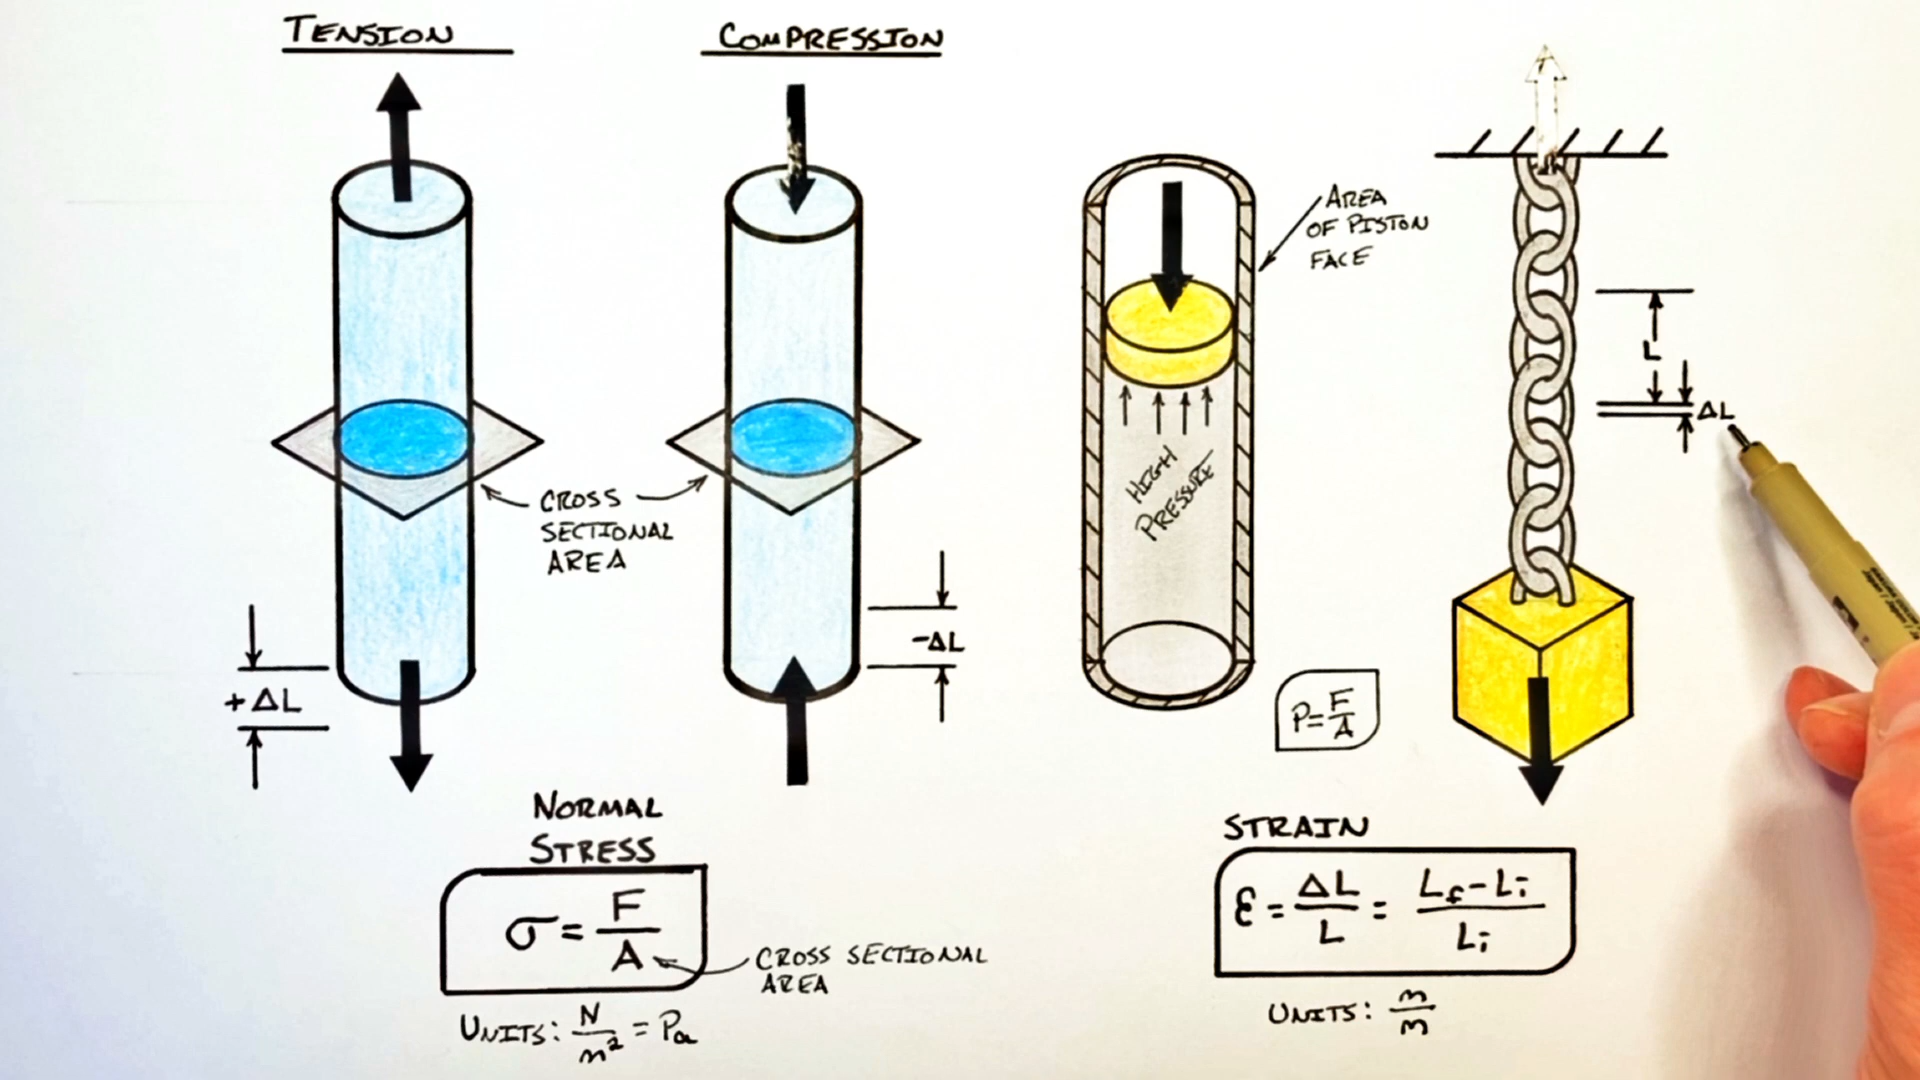 TENSION
COMPRESSION
AREA
OF PISTON
FACE
L
ΔL
HIGH
PRESSURE
CROSS
SECTIONAL
AREA
-ΔL
+ΔL
P=F/A
NORMAL
STRESS
σ=F/A
CROSS SECTIONAL
AREA
UNITS: N/m² = Pa
STRAIN
ε=ΔL/L=Lf-Li/Li
UNITS: m/m